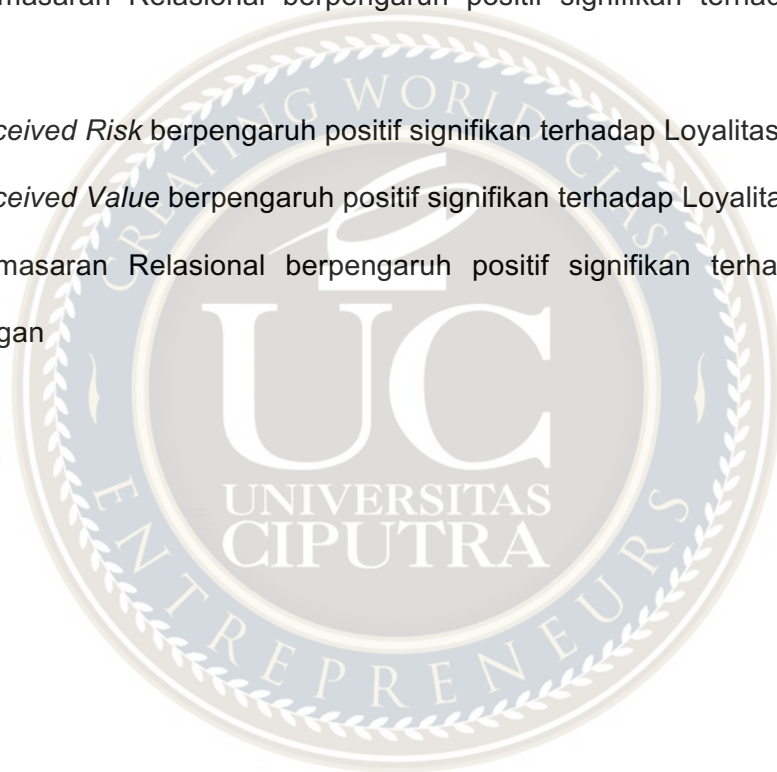 masaran Relasional berpengaruh positif signifikan terhad
ceived Risk berpengaruh positif signifikan terhadap Loyalitas
ceived Value berpengaruh positif signifikan terhadap Loyalita
masaran Relasional berpengaruh positif signifikan terha
gan
CREATING WORLD CLASS
UC
UNIVERSITAS
CIPUTRA
ENTREPRENEURS